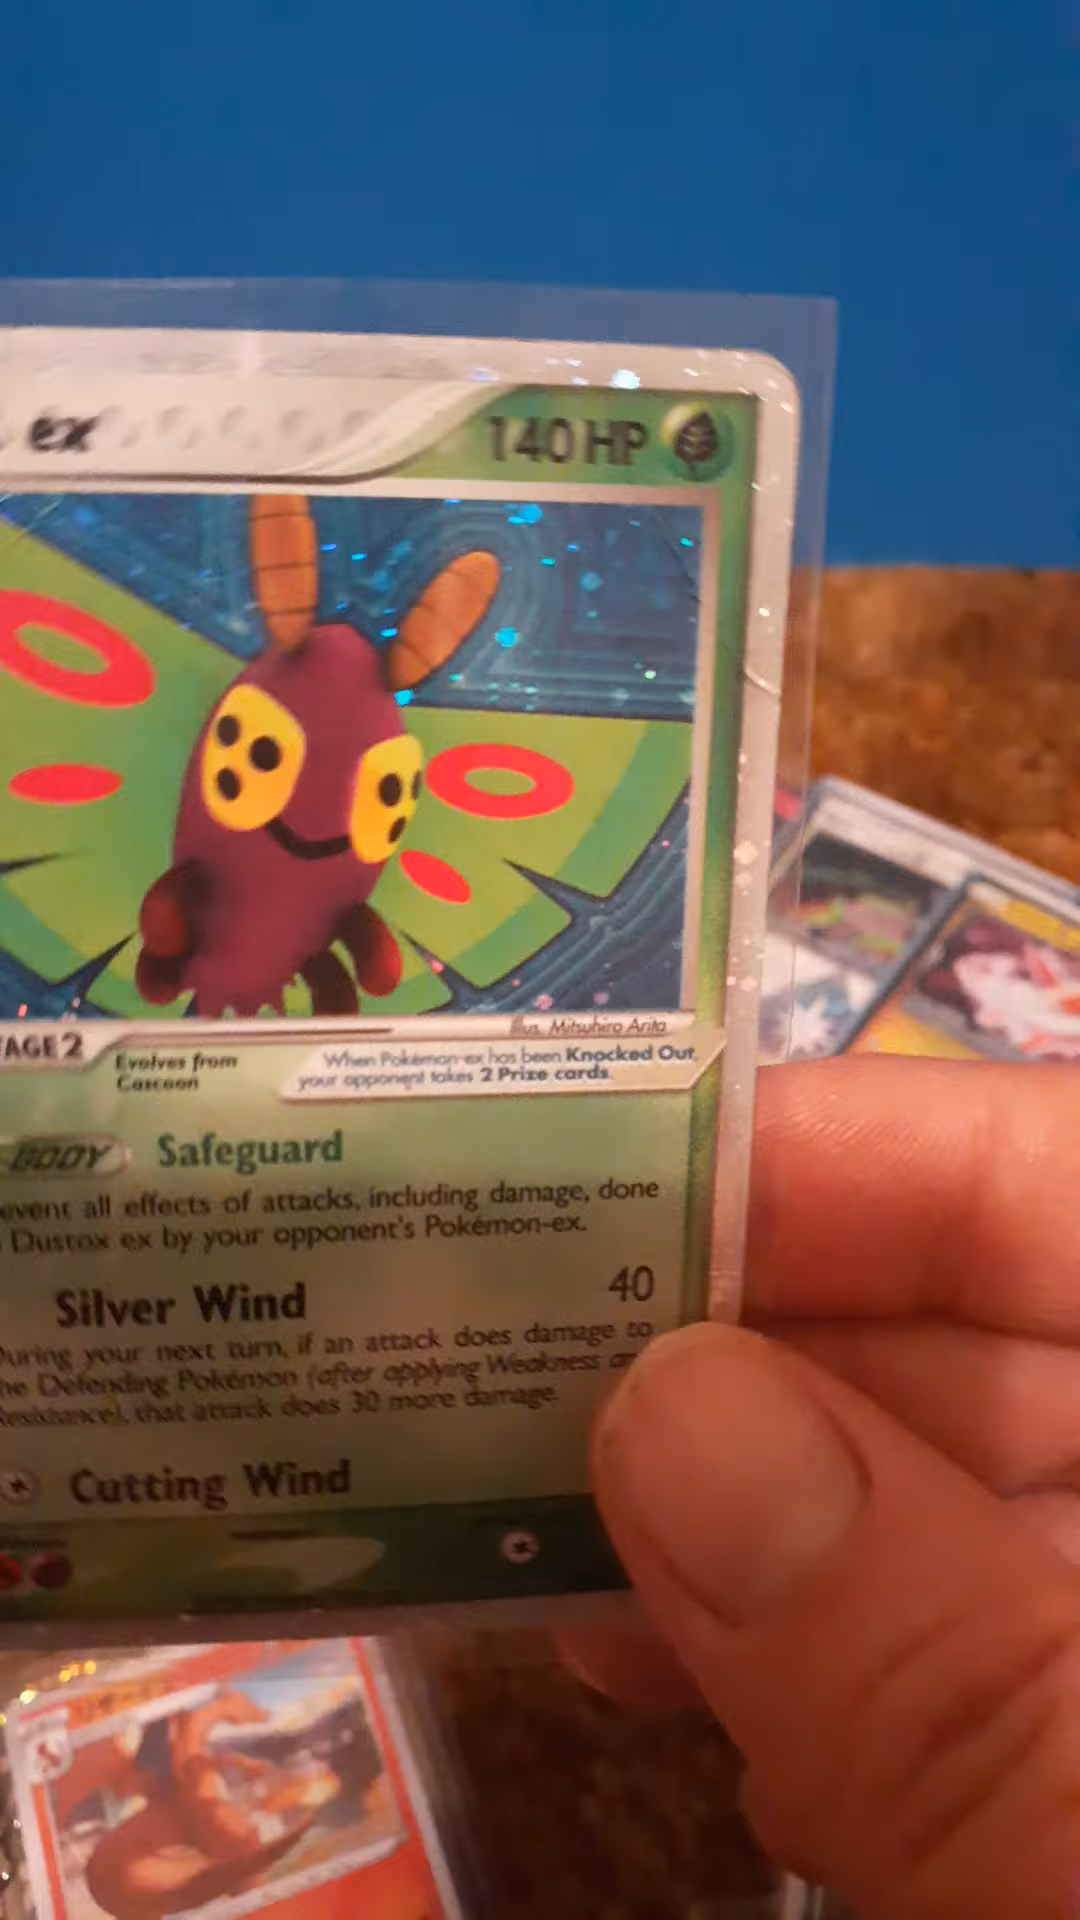 ex 140 HP
Illus. Mitsuhiro Arita
TAGE 2
Evolves from
Cascoon
When Pokémon-ex has been Knocked Out,
your opponent takes 2 Prize cards.
-BODY Safeguard
event all effects of attacks, including damage, done
Dustox ex by your opponent's Pokémon-ex.
Silver Wind 40
During your next turn, if an attack does damage to
he Defending Pokémon (after applying Weakness an
Resistance), that attack does 30 more damage.
Cutting Wind